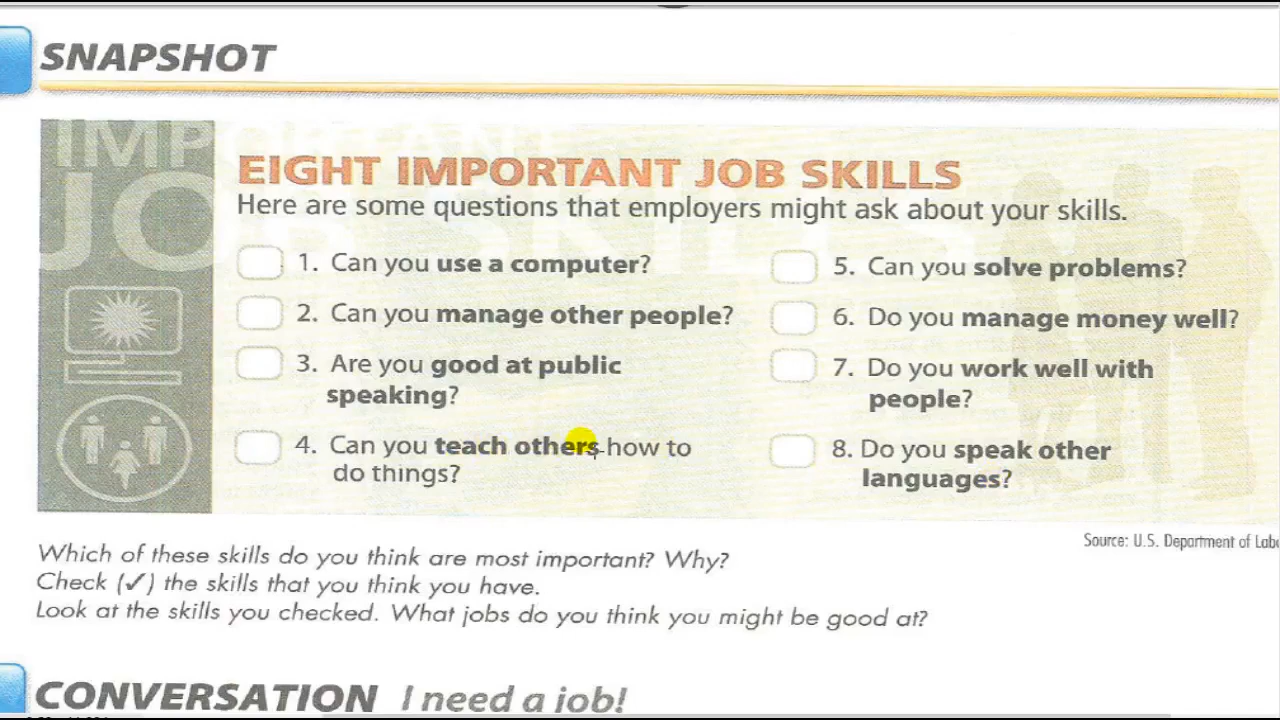 SNAPSHOT
IMPORTANT
JOB SKILLS
EIGHT IMPORTANT JOB SKILLS
Here are some questions that employers might ask about your skills.
1. Can you use a computer?
2. Can you manage other people?
3. Are you good at public
speaking?
4. Can you teach others how to
do things?
5. Can you solve problems?
6. Do you manage money well?
7. Do you work well with
people?
8. Do you speak other
languages?
Source: U.S. Department of
Which of these skills do you think are most important? Why?
Check (✓) the skills that you think you have.
Look at the skills you checked. What jobs do you think you might be good at?
CONVERSATION I need a job!